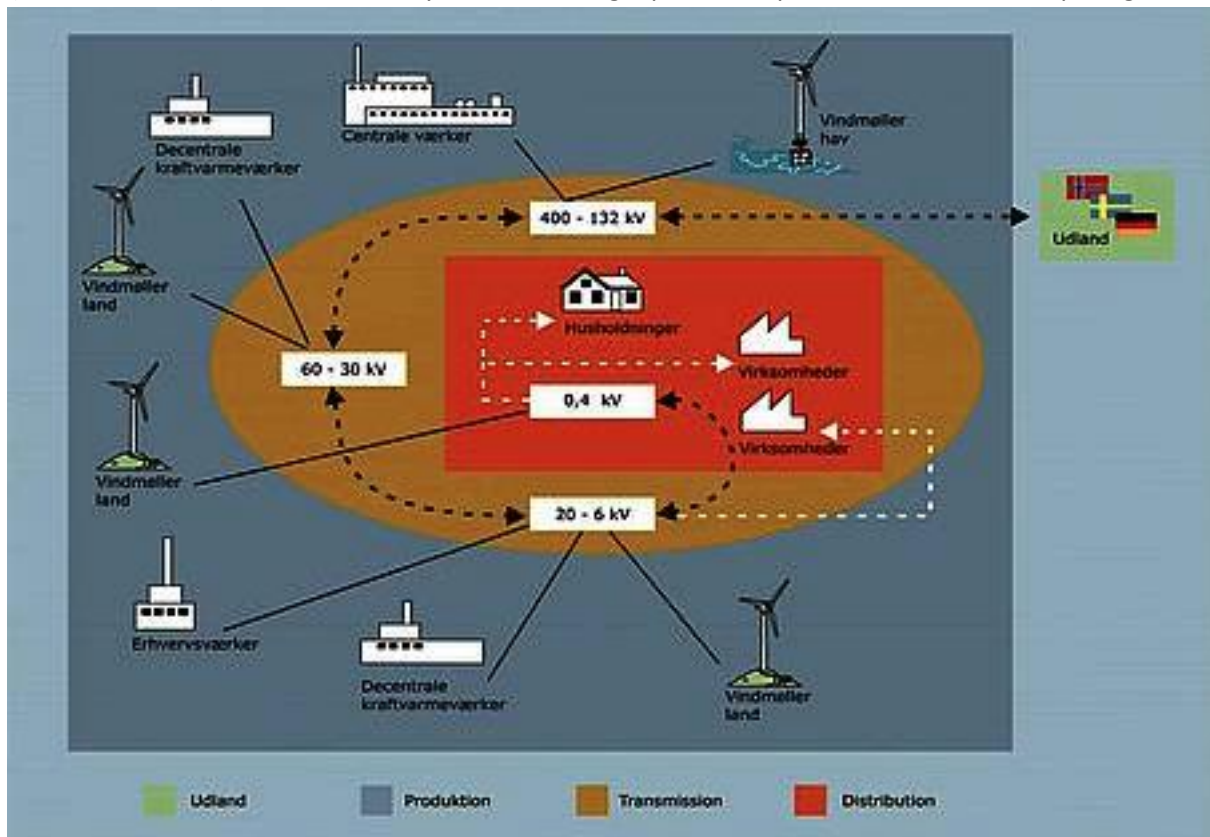 Centrale værker
Vindmøller
hav
Decentrale
kraftvarmeværker
400 - 132 kV
Udland
Vindmøller
land
Husholdninger
60 - 30 kV
Virksomheder
0,4 kV
Virksomheder
Vindmøller
land
20 - 6 kV
Erhvervsværker
Decentrale
kraftvarmeværker
Vindmøller
land
Udland
Produktion
Transmission
Distribution